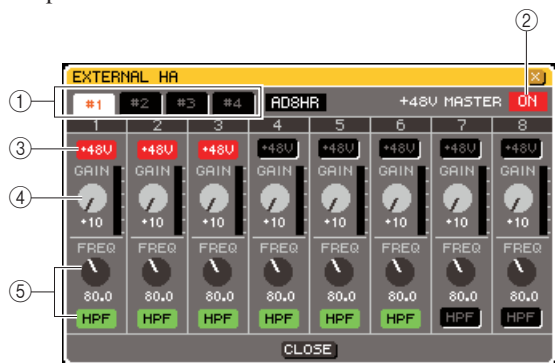 ②
EXTERNAL HA
① #1 #2 #3 #4 AD8HR +48V MASTER ON
1 2 3 4 5 6 7 8
③ +48V +48V +48V +48V +48V +48V +48V +48V
GAIN GAIN GAIN GAIN GAIN GAIN GAIN GAIN
④
+10 +10 +10 +10 +10 +10 +10 +10
FREQ FREQ FREQ FREQ FREQ FREQ FREQ FREQ
⑤
80.0 80.0 80.0 80.0 80.0 80.0 80.0 80.0
HPF HPF HPF HPF HPF HPF HPF HPF
CLOSE